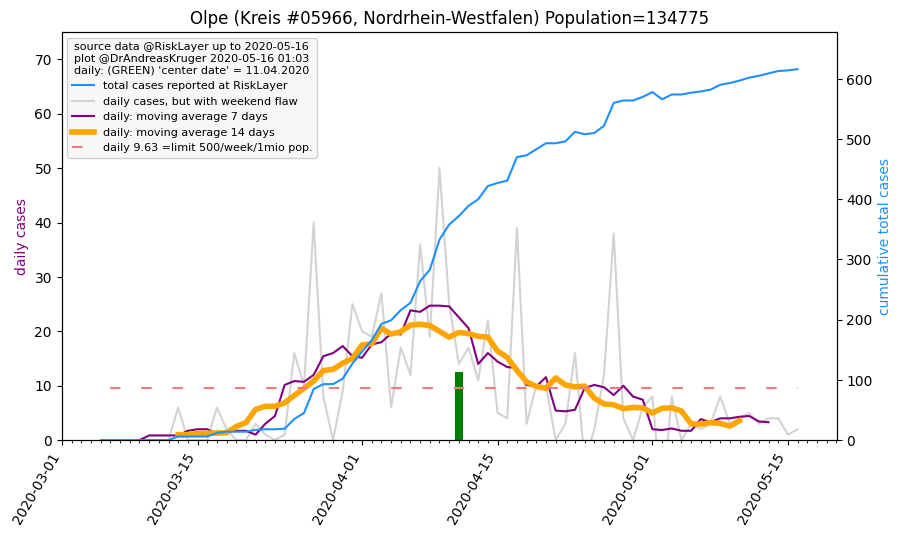 Olpe (Kreis #05966, Nordrhein-Westfalen) Population=134775
source data @RiskLayer up to 2020-05-16
plot @DrAndreasKruger 2020-05-16 01:03
daily: (GREEN) 'center date' = 11.04.2020
total cases reported at RiskLayer
daily cases, but with weekend flaw
daily: moving average 7 days
daily: moving average 14 days
daily 9.63 =limit 500/week/1mio pop.
daily cases
70
60
50
40
30
20
10
0
600
500
400
300
200
100
0
cumulative total cases
2020-03-01
2020-03-15
2020-04-01
2020-04-15
2020-05-01
2020-05-15